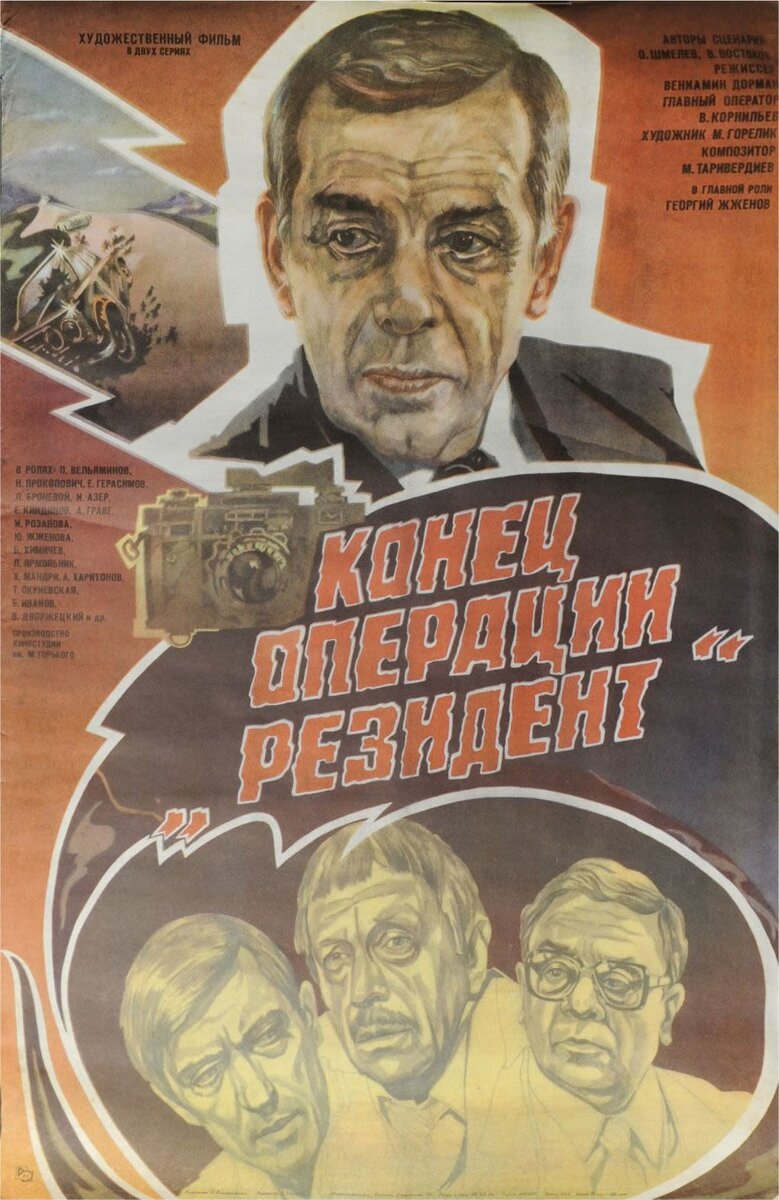 ХУДОЖЕСТВЕННЫЙ ФИЛЬМ
В ДВУХ СЕРИЯХ
АВТОРЫ СЦЕНАРИЯ:
О. ШМЕЛЕВ, В. ВОСТОКОВ
РЕЖИССЕР
ВЕНИАМИН ДОРМАН
ГЛАВНЫЙ ОПЕРАТОР
В. КОРНИЛЬЕВ
ХУДОЖНИК М. ГОРЕЛИК
КОМПОЗИТОР
М. ТАРИВЕРДИЕВ
В ГЛАВНОЙ РОЛИ
ГЕОРГИЙ ЖЖЕНОВ
В РОЛЯХ: П. ВЕЛЬЯМИНОВ,
Н. ПРОКОПОВИЧ, Е. ГЕРАСИМОВ,
Л. БРОНЕВОЙ, И. АЗЕР,
Е. КИНДИНОВ, А. ГРАВЕ,
И. РОЗАНОВА,
Ю. ЖЖЕНОВА,
Б. ХИМИЧЕВ,
Л. ЯРМОЛЬНИК,
Х. МАНДРИ, А. ХАРИТОНОВ,
Т. ОКУНЕВСКАЯ,
Б. ИВАНОВ,
В. ДВОРЖЕЦКИЙ и др.
ПРОИЗВОДСТВО
КИНОСТУДИИ
им. М. ГОРЬКОГО
КОНЕЦ
ОПЕРАЦИИ
„РЕЗИДЕНТ“